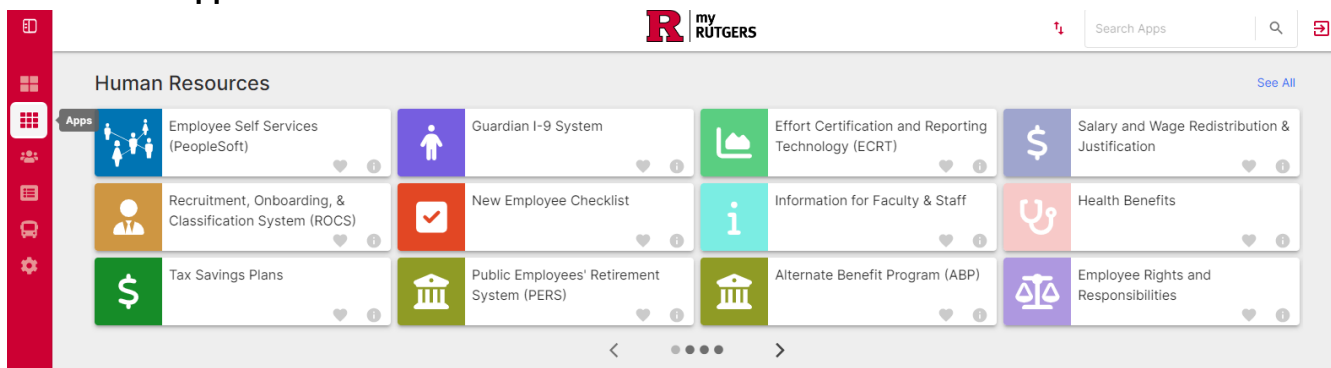 R my RUTGERS
Search Apps
Human Resources
See All
Apps
Employee Self Services
(PeopleSoft)
Guardian I-9 System
Effort Certification and Reporting
Technology (ECRT)
Salary and Wage Redistribution &
Justification
Recruitment, Onboarding, &
Classification System (ROCS)
New Employee Checklist
Information for Faculty & Staff
Health Benefits
Tax Savings Plans
Public Employees' Retirement
System (PERS)
Alternate Benefit Program (ABP)
Employee Rights and
Responsibilities